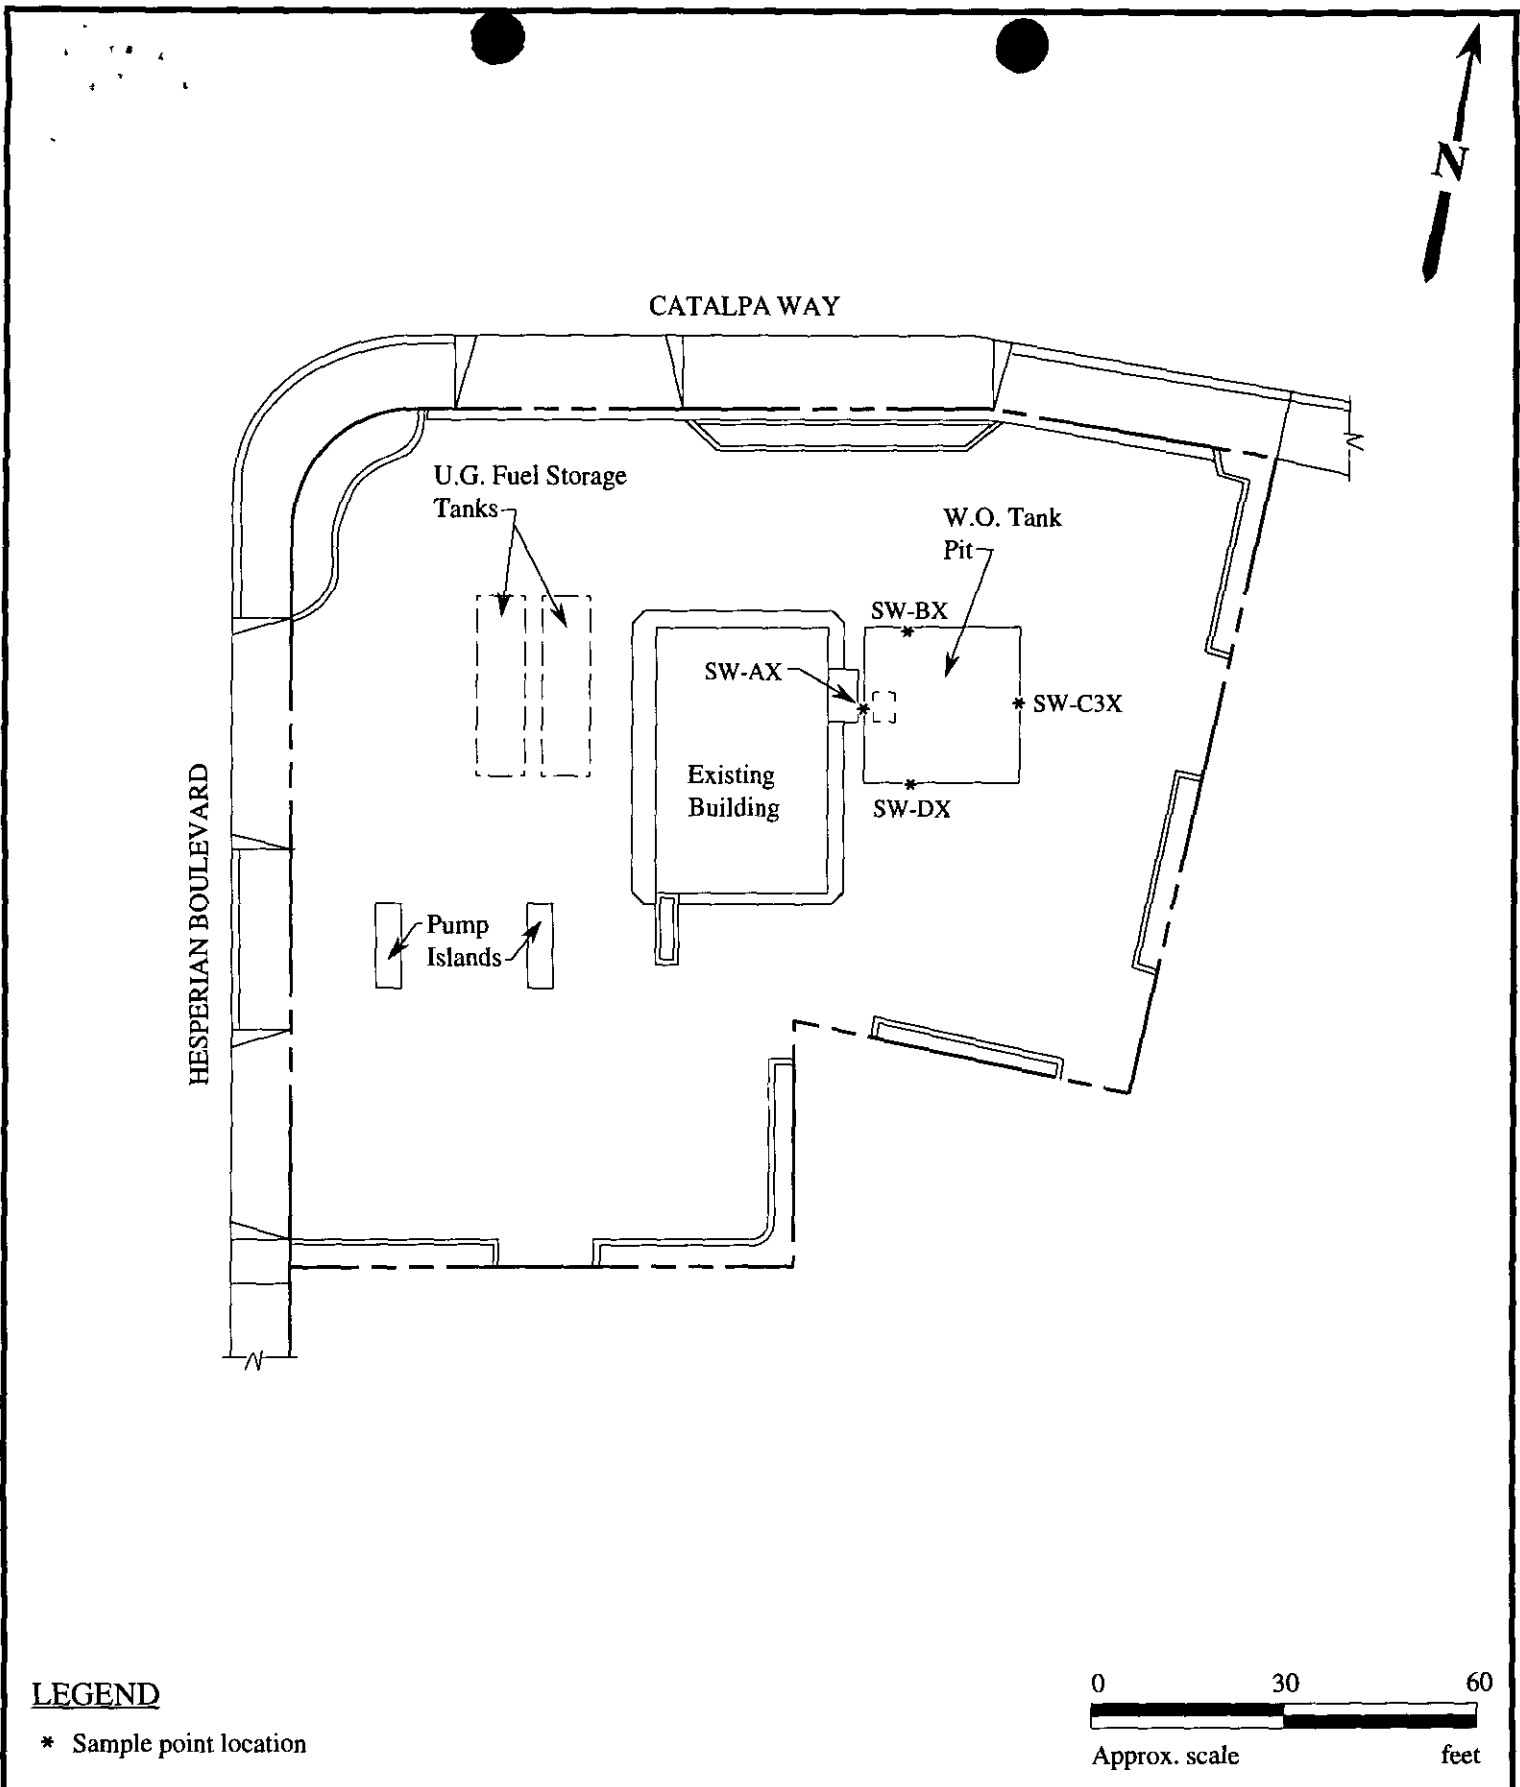 N
CATALPA WAY
U.G. Fuel Storage
Tanks
W.O. Tank
Pit
SW-BX
SW-AX
SW-C3X
Existing
Building
SW-DX
HESPERIAN BOULEVARD
Pump
Islands
LEGEND
* Sample point location
0 30 60
Approx. scale feet